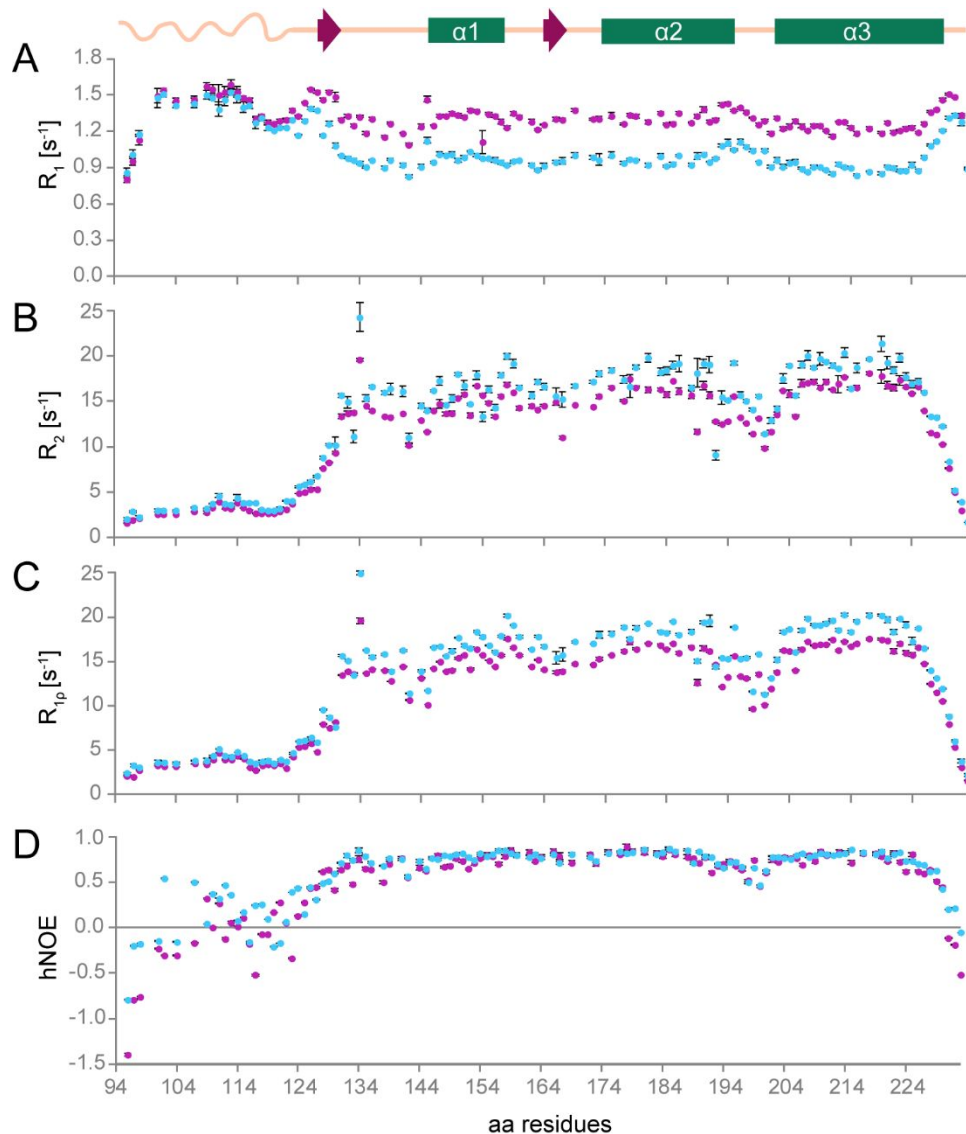 α1 α2 α3
A
1.8
1.5
1.2
0.9
0.6
0.3
0.0
R1 [s-1]
B
25
20
15
10
5
0
R2 [s-1]
C
25
20
15
10
5
0
R1ρ [s-1]
D
1.0
0.5
0.0
-0.5
-1.0
-1.5
hNOE
94 104 114 124 134 144 154 164 174 184 194 204 214 224
aa residues